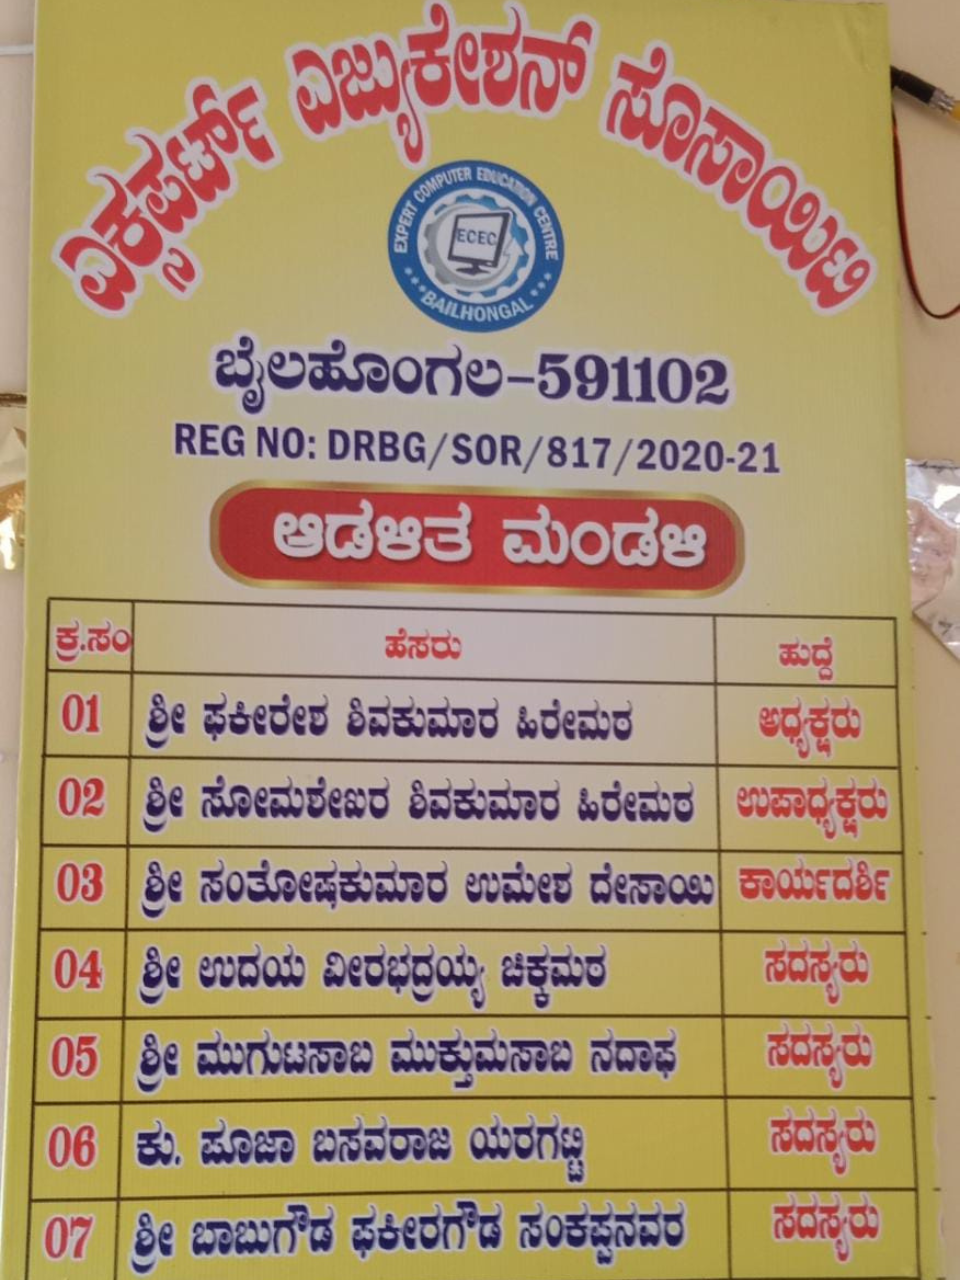 ಎಕ್ಸಪರ್ಟ್ ಎಜ್ಯುಕೇಶನ್ ಸೊಸಾಯಿಟಿ
EXPERT COMPUTER EDUCATION CENTRE
ECEC
BAILHONGAL
ಬೈಲಹೊಂಗಲ-591102
REG NO: DRBG/SOR/817/2020-21
ಆಡಳಿತ ಮಂಡಳಿ
ಕ್ರ.ಸಂ ಹೆಸರು ಹುದ್ದೆ
01 ಶ್ರೀ ಫಕೀರೇಶ ಶಿವಕುಮಾರ ಹಿರೇಮಠ ಅಧ್ಯಕ್ಷರು
02 ಶ್ರೀ ಸೋಮಶೇಖರ ಶಿವಕುಮಾರ ಹಿರೇಮಠ ಉಪಾಧ್ಯಕ್ಷರು
03 ಶ್ರೀ ಸಂತೋಷಕುಮಾರ ಉಮೇಶ ದೇಸಾಯಿ ಕಾರ್ಯದರ್ಶಿ
04 ಶ್ರೀ ಉದಯ ವೀರಭದ್ರಯ್ಯ ಚಿಕ್ಕಮಠ ಸದಸ್ಯರು
05 ಶ್ರೀ ಮುಗುಟಸಾಬ ಮುಕ್ತುಮಸಾಬ ನದಾಫ ಸದಸ್ಯರು
06 ಕು. ಪೂಜಾ ಬಸವರಾಜ ಯರಗಟ್ಟಿ ಸದಸ್ಯರು
07 ಶ್ರೀ ಬಾಬುಗೌಡ ಫಕೀರಗೌಡ ಸಂಕಪ್ಪನವರ ಸದಸ್ಯರು